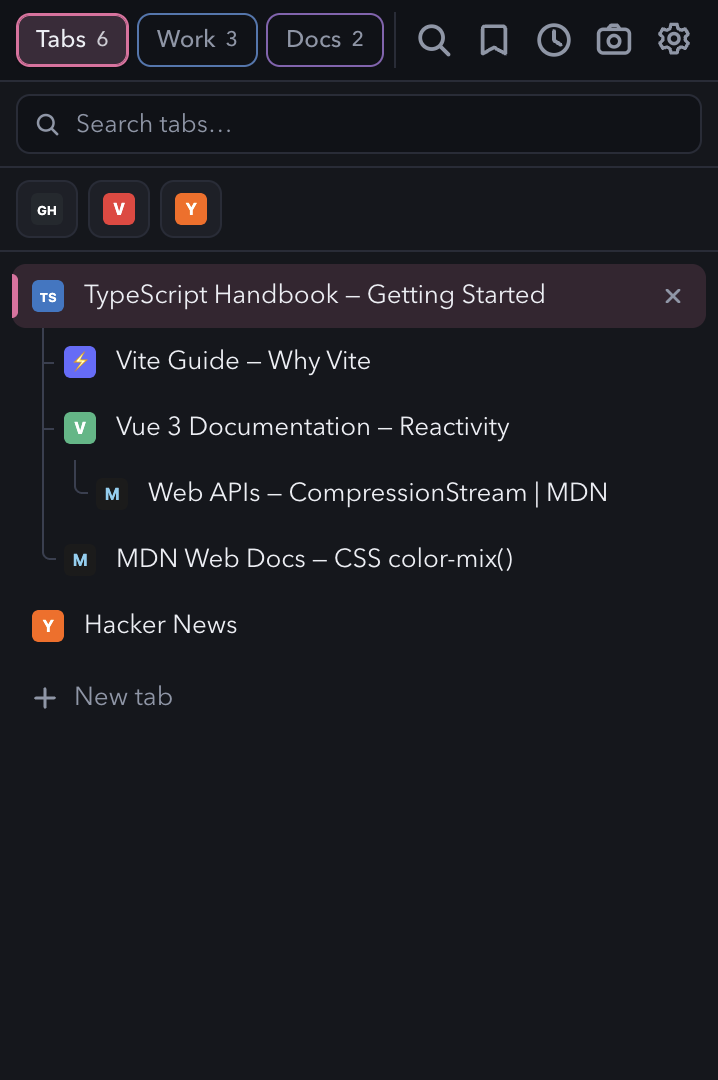 Tabs 6 Work 3 Docs 2
Search tabs…
GH V Y
TS TypeScript Handbook – Getting Started
Vite Guide – Why Vite
V Vue 3 Documentation – Reactivity
M Web APIs – CompressionStream | MDN
M MDN Web Docs – CSS color-mix()
Y Hacker News
New tab